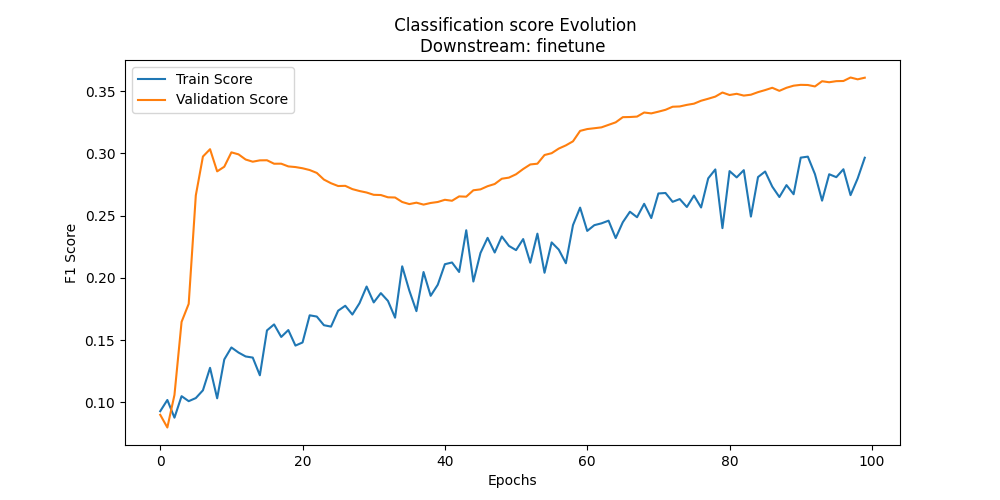 Classification score Evolution
Downstream: finetune
Train Score
Validation Score
F1 Score
0.35
0.30
0.25
0.20
0.15
0.10
0
20
40
60
80
100
Epochs